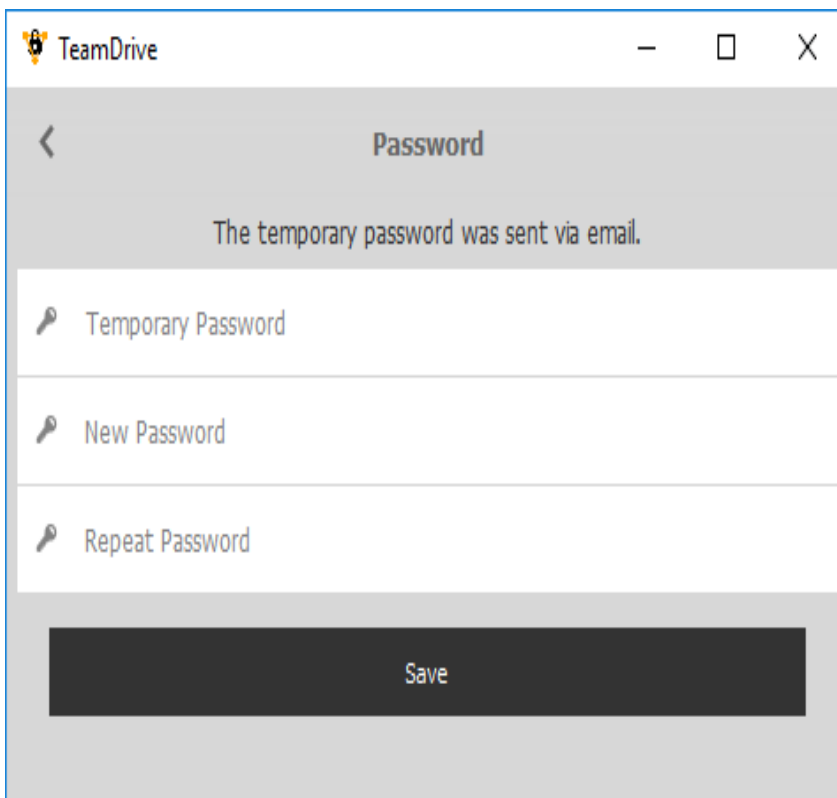 TeamDrive
Password
The temporary password was sent via email.
Temporary Password
New Password
Repeat Password
Save